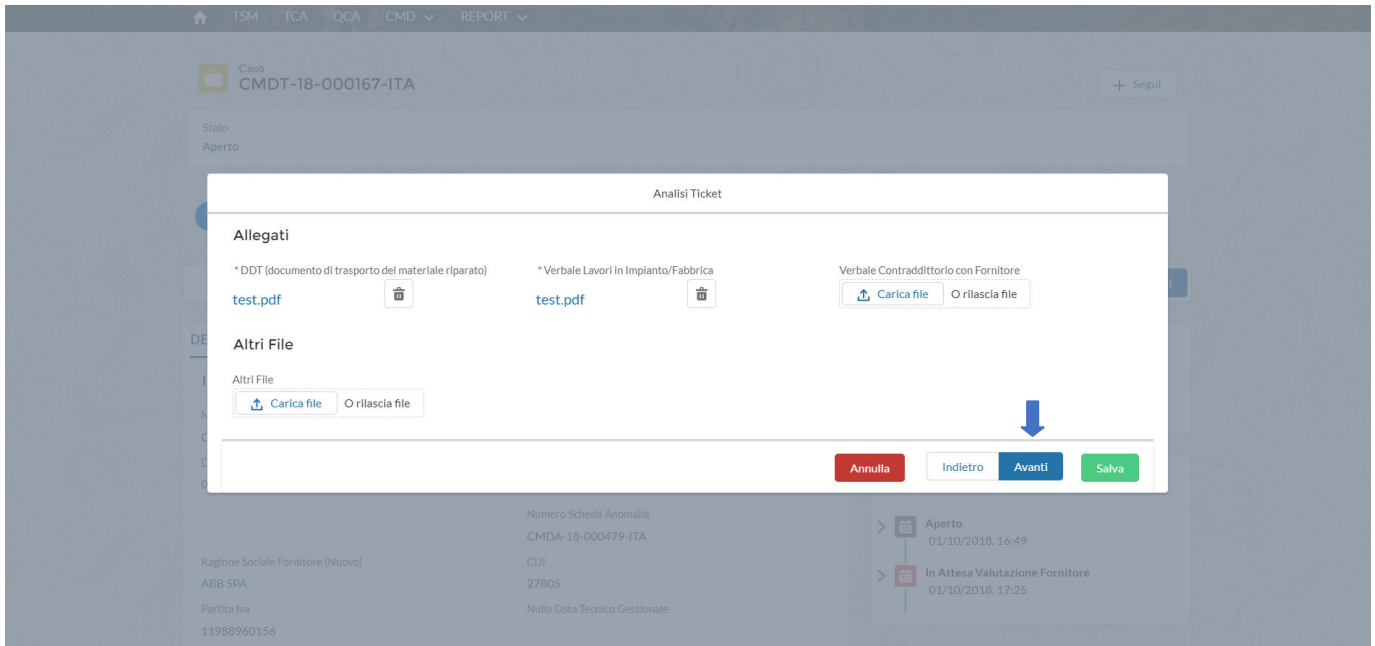 TSM TCA QCA CMD REPORT
Caso
CMDT-18-000167-ITA
Segui
Stato
Aperto
Analisi Ticket
Allegati
* DDT (documento di trasporto del materiale riparato) * Verbale Lavori in Impianto/Fabbrica Verbale Contraddittorio con Fornitore
test.pdf test.pdf Carica file O rilascia file
DE
Altri File
Altri File
Carica file O rilascia file
Annulla Indietro Avanti Salva
Numero Scheda Anomalia
CMDA-18-000479-ITA
Aperto
01/10/2018, 16:49
Ragione Sociale Fornitore (Nuovo) CUI
ABB SPA 27805
In Attesa Valutazione Fornitore
01/10/2018, 17:25
Partita Iva Nulla Osta Tecnico Gestionale
11988960156